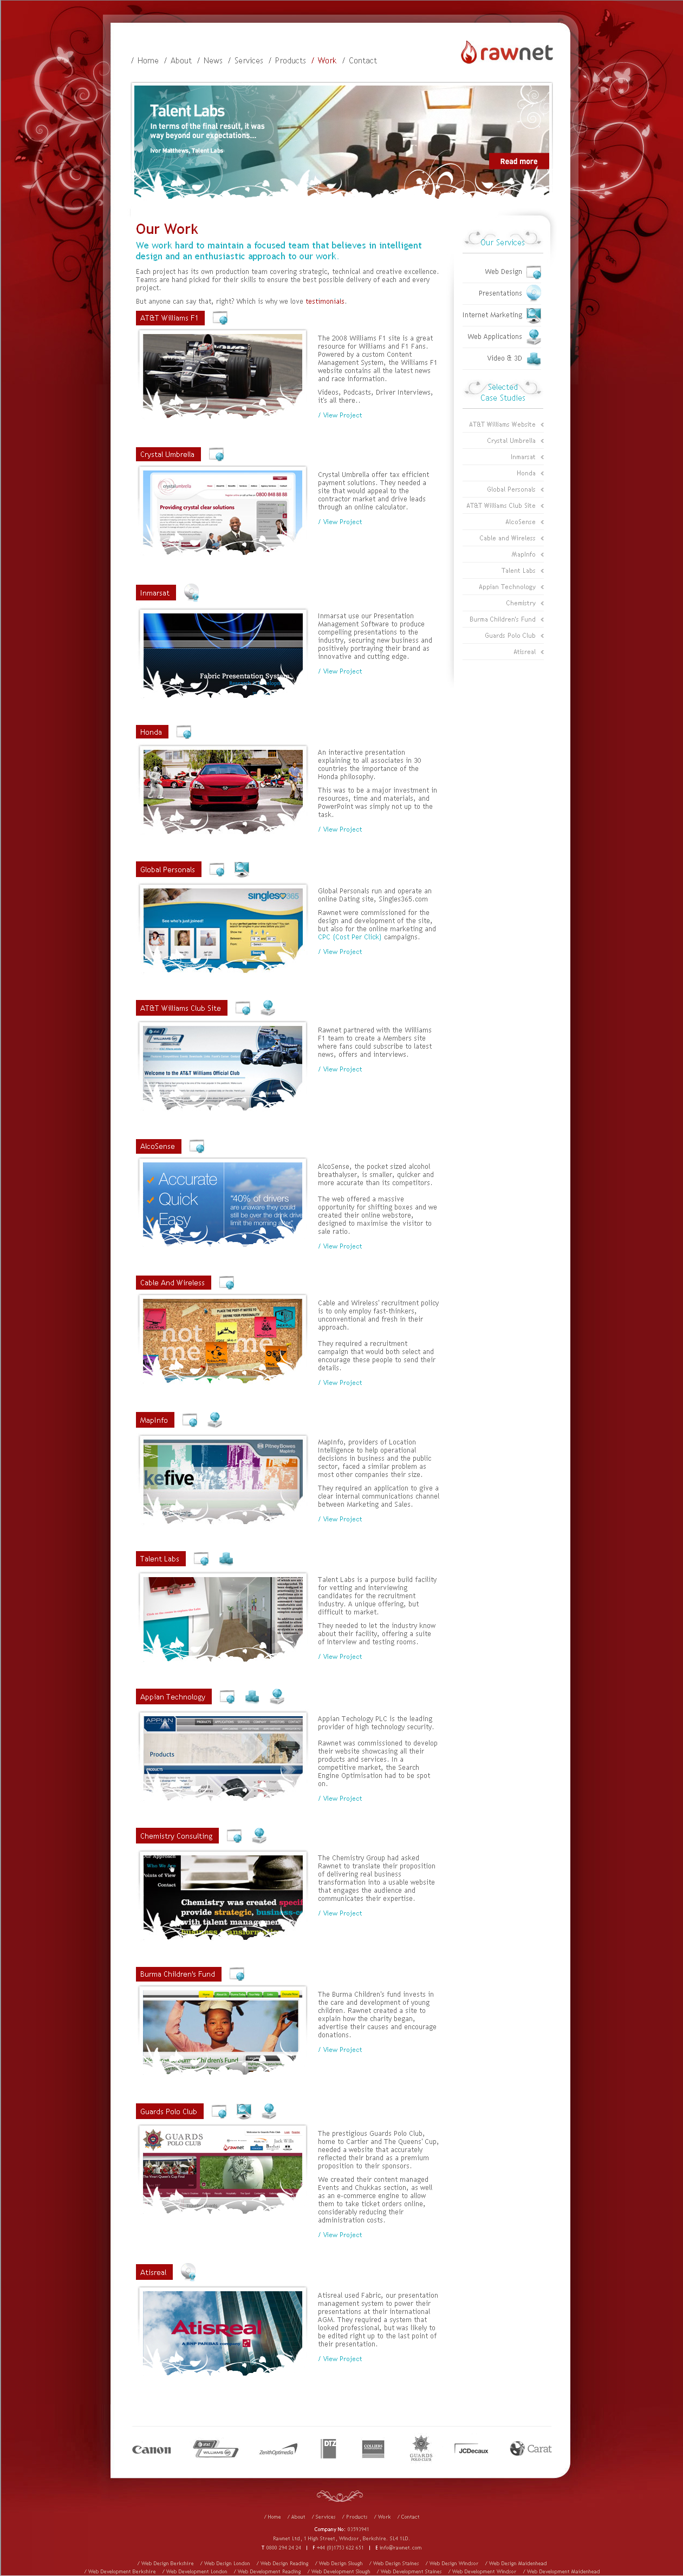 / Home / About / News / Services / Products / Work / Contact
rawnet
Talent Labs
In terms of the final result, it was
way beyond our expectations...
Ivor Matthews, Talent Labs
Read more
Our Work
We work hard to maintain a focused team that believes in intelligent
design and an enthusiastic approach to our work.
Each project has its own production team covering strategic, technical and creative excellence.
Teams are hand picked for their skills to ensure the best possible delivery of each and every
project.
But anyone can say that, right? Which is why we love testimonials.
AT&T Williams F1
The 2008 Williams F1 site is a great
resource for Williams and F1 Fans.
Powered by a custom Content
Management System, the Williams F1
website contains all the latest news
and race information.
Videos, Podcasts, Driver Interviews,
it's all there..
/ View Project
Crystal Umbrella
crystalumbrella
0800 848 88 88
Providing crystal clear solutions
Crystal Umbrella offer tax efficient
payment solutions. They needed a
site that would appeal to the
contractor market and drive leads
through an online calculator.
/ View Project
Inmarsat
Fabric Presentation System
Inmarsat use our Presentation
Management Software to produce
compelling presentations to the
industry, securing new business and
positively portraying their brand as
innovative and cutting edge.
/ View Project
Honda
An interactive presentation
explaining to all associates in 30
countries the importance of the
Honda philosophy.
This was to be a major investment in
resources, time and materials, and
PowerPoint was simply not up to the
task.
/ View Project
Global Personals
singles365
See who's joined!
Global Personals run and operate an
online Dating site, Singles365.com
Rawnet were commissioned for the
design and development of the site,
but also for the online marketing and
CPC (Cost Per Click) campaigns.
/ View Project
AT&T Williams Club Site
Welcome to the AT&T Williams Official Club
Rawnet partnered with the Williams
F1 team to create a Members site
where fans could subscribe to latest
news, offers and interviews.
/ View Project
AlcoSense
Accurate
Quick
Easy
"40% of drivers
are unaware they could
still be over the drink drive
limit the morning after"
AlcoSense, the pocket sized alcohol
breathalyser, is smaller, quicker and
more accurate than its competitors.
The web offered a massive
opportunity for shifting boxes and we
created their online webstore,
designed to maximise the visitor to
sale ratio.
/ View Project
Cable And Wireless
not me
me
Cable and Wireless' recruitment policy
is to only employ fast-thinkers,
unconventional and fresh in their
approach.
They required a recruitment
campaign that would both select and
encourage these people to send their
details.
/ View Project
MapInfo
Pitney Bowes
MapInfo
kefive
MapInfo, providers of Location
Intelligence to help operational
decisions in business and the public
sector, faced a similar problem as
most other companies their size.
They required an application to give a
clear internal communications channel
between Marketing and Sales.
/ View Project
Talent Labs
Talent Labs is a purpose build facility
for vetting and interviewing
candidates for the recruitment
industry. A unique offering, but
difficult to market.
They needed to let the industry know
about their facility, offering a suite
of interview and testing rooms.
/ View Project
Appian Technology
APPIAN
Products
PRODUCTS
Appian Techology PLC is the leading
provider of high technology security.
Rawnet was commissioned to develop
their website showcasing all their
products and services. In a
competitive market, the Search
Engine Optimisation had to be spot
on.
/ View Project
Chemistry Consulting
Our Approach
Who We Are
Points of View
Contact
Chemistry was created specif
provide strategic, business-c
with talent management
The Chemistry Group had asked
Rawnet to translate their proposition
of delivering real business
transformation into a usable website
that engages the audience and
communicates their expertise.
/ View Project
Burma Children's Fund
Burma Children's Fund
The Burma Children's fund invests in
the care and development of young
children. Rawnet created a site to
explain how the charity began,
advertise their causes and encourage
donations.
/ View Project
Guards Polo Club
GUARDS
POLO CLUB
The prestigious Guards Polo Club,
home to Cartier and The Queens' Cup,
needed a website that accurately
reflected their brand as a premium
proposition to their sponsors.
We created their content managed
Events and Chukkas section, as well
as an e-commerce engine to allow
them to take ticket orders online,
considerably reducing their
administration costs.
/ View Project
Atisreal
Atisreal
Atisreal used Fabric, our presentation
management system to power their
presentations at their international
AGM. They required a system that
looked professional, but was likely to
be edited right up to the last point of
their presentation.
/ View Project
Our Services
Web Design
Presentations
Internet Marketing
Web Applications
Video & 3D
Selected
Case Studies
AT&T Williams Website
Crystal Umbrella
Inmarsat
Honda
Global Personals
AT&T Williams Club Site
AlcoSense
Cable and Wireless
MapInfo
Talent Labs
Appian Technology
Chemistry
Burma Children's Fund
Guards Polo Club
Atisreal
Canon
at&t
WILLIAMS
ZenithOptimedia
DTZ
COLLIERS
GUARDS
POLO CLUB
JCDecaux
Carat
/ Home / About / Services / Products / Work / Contact
Company No: 03593945
Rawnet Ltd, 1 High Street, Windsor, Berkshire. SL4 1LD.
T 0800 294 24 24 | F +44 (0)1753 622 651 | E info@rawnet.com
/ Web Design Berkshire / Web Design London / Web Design Reading / Web Design Slough / Web Design Staines / Web Design Windsor / Web Design Maidenhead
/ Web Development Berkshire / Web Development London / Web Development Reading / Web Development Slough / Web Development Staines / Web Development Windsor / Web Development Maidenhead